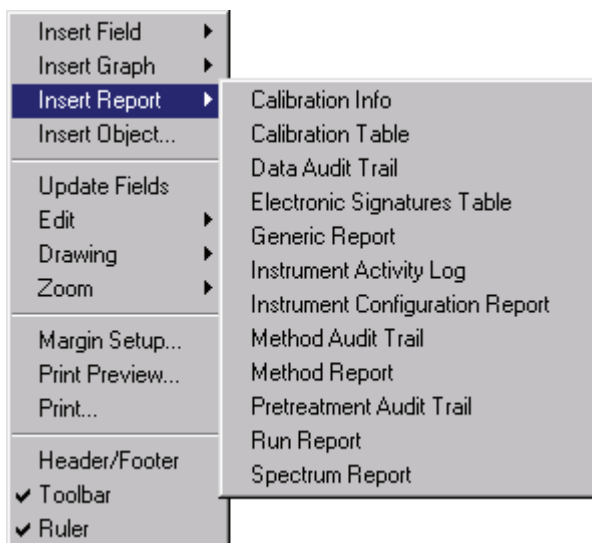 Insert Field
Insert Graph
Insert Report
Insert Object...
Update Fields
Edit
Drawing
Zoom
Margin Setup...
Print Preview...
Print...
Header/Footer
Toolbar
Ruler
Calibration Info
Calibration Table
Data Audit Trail
Electronic Signatures Table
Generic Report
Instrument Activity Log
Instrument Configuration Report
Method Audit Trail
Method Report
Pretreatment Audit Trail
Run Report
Spectrum Report